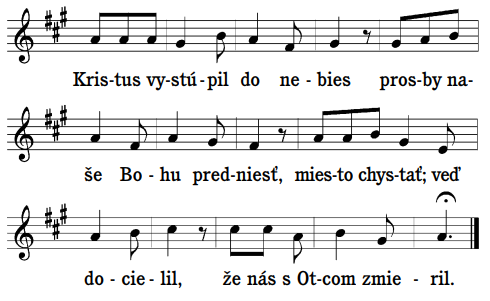 Kris-tus vy-stú-pil do ne-bies pros-by na-
še Bo-hu pred-niesť, mies-to chys-tať; veď
do-cie-lil, že nás s Ot-com zmie-ril.